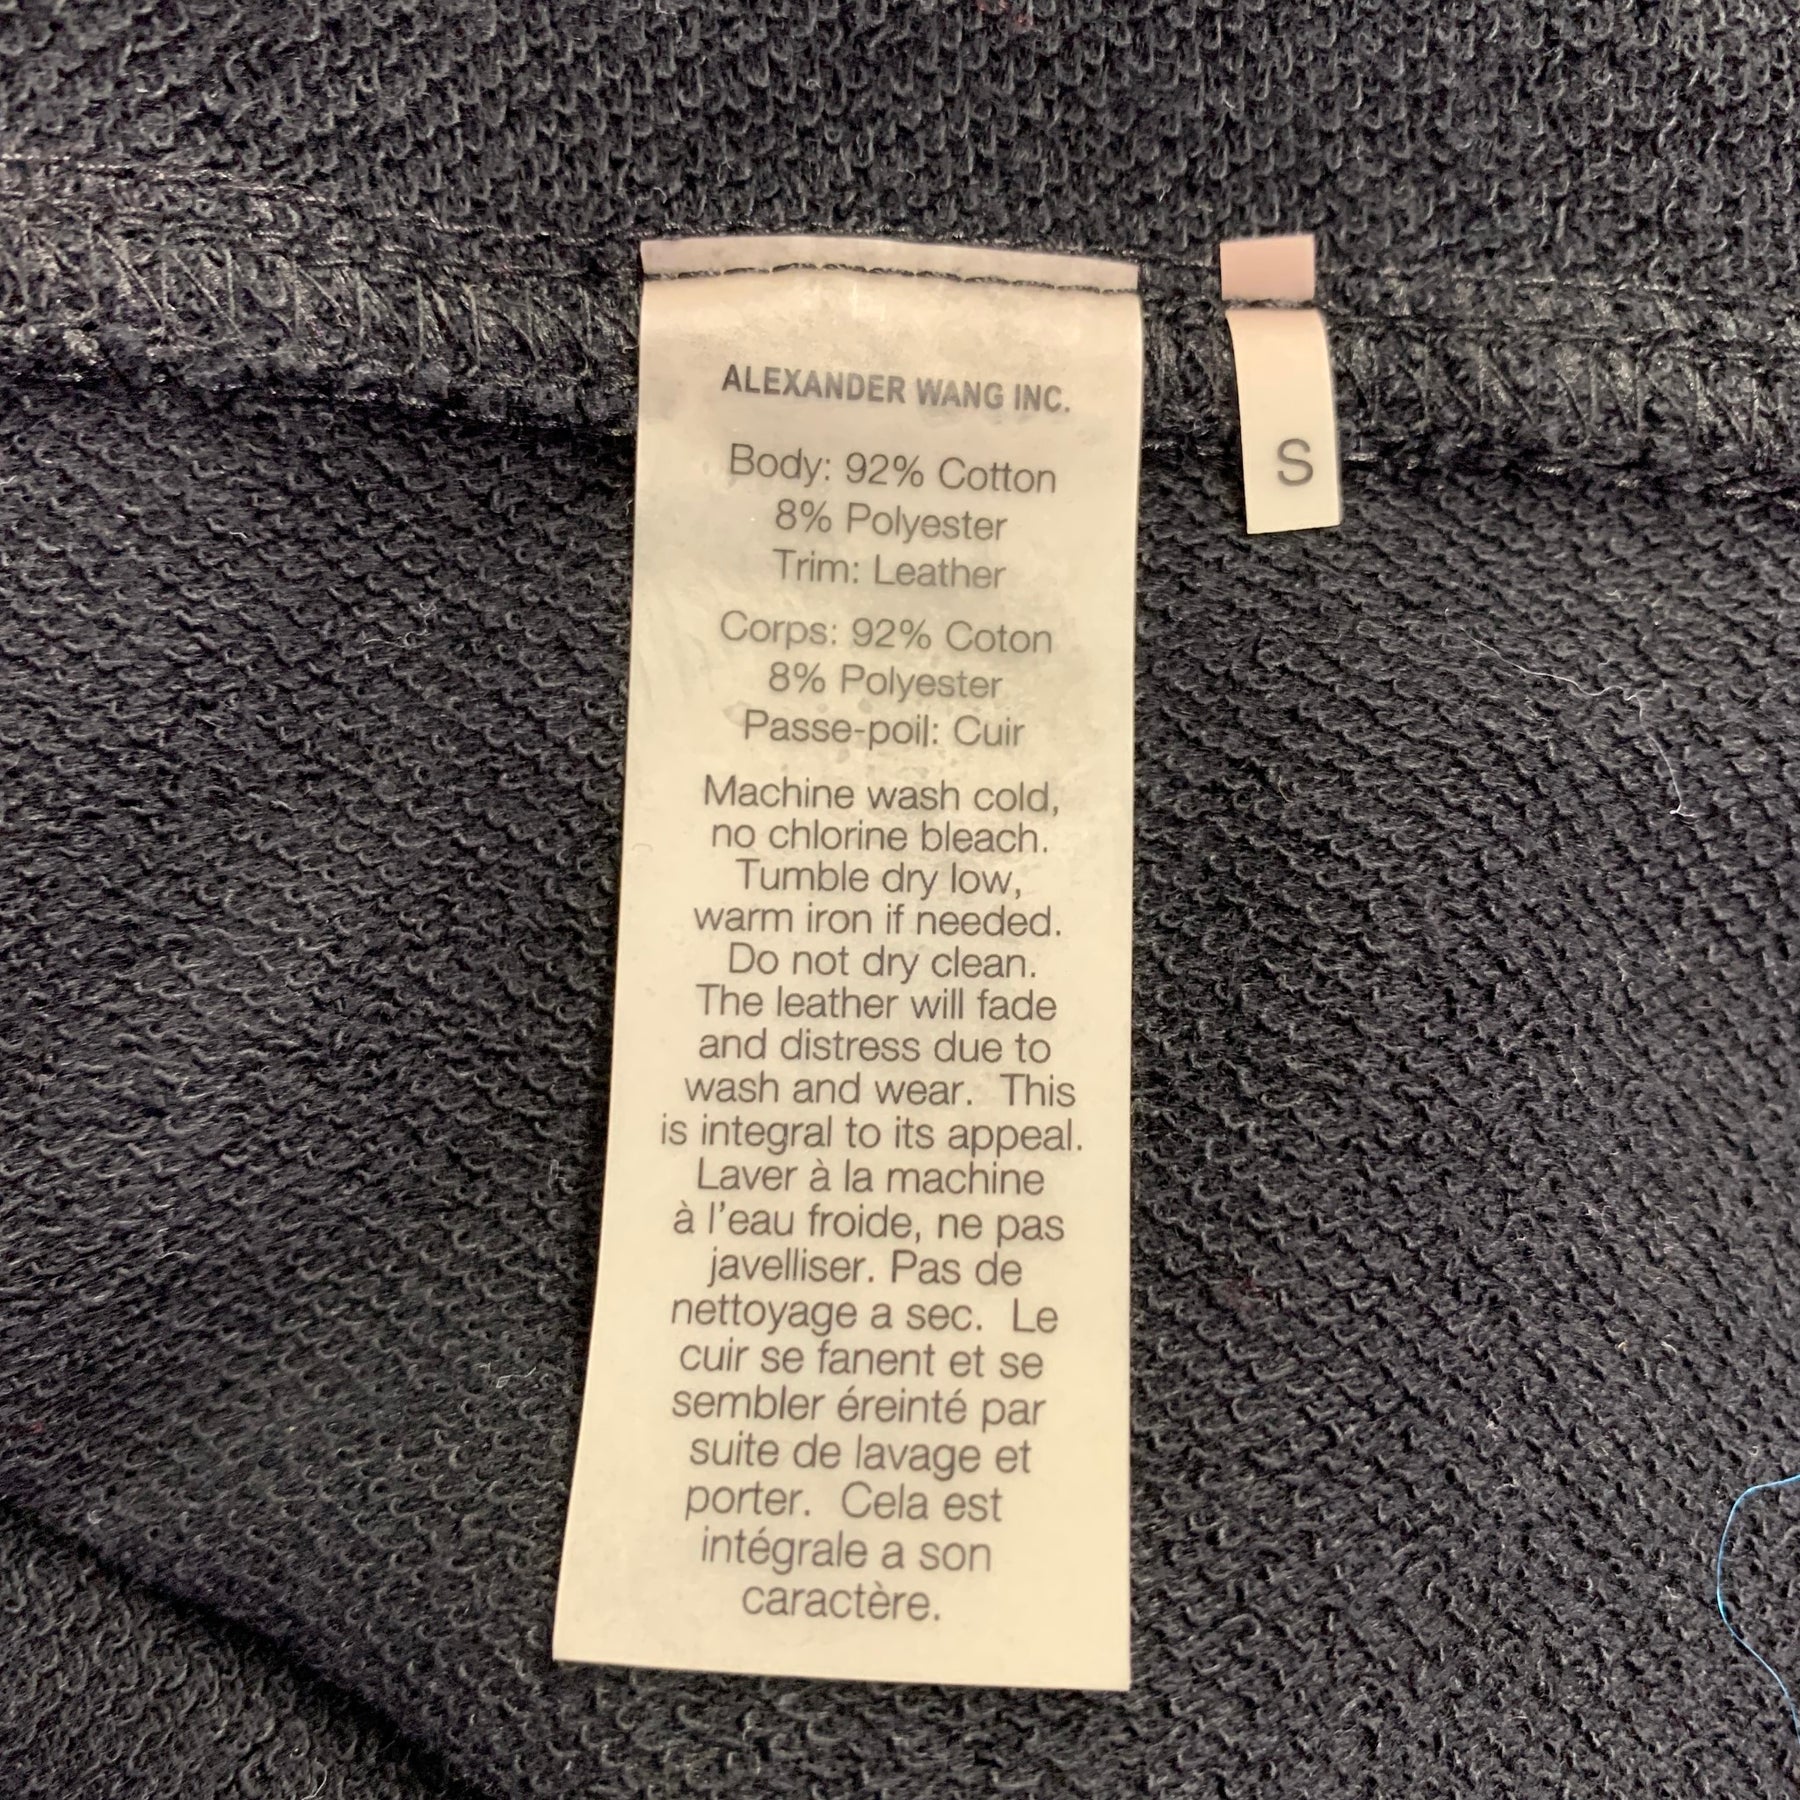 ALEXANDER WANG INC.
Body: 92% Cotton
8% Polyester
Trim: Leather
Corps: 92% Coton
8% Polyester
Passe-poil: Cuir
Machine wash cold,
no chlorine bleach.
Tumble dry low,
warm iron if needed.
Do not dry clean.
The leather will fade
and distress due to
wash and wear. This
is integral to its appeal.
Laver à la machine
à l'eau froide, ne pas
javelliser. Pas de
nettoyage a sec. Le
cuir se fanent et se
sembler éreinté par
suite de lavage et
porter. Cela est
intégrale a son
caractère.
S